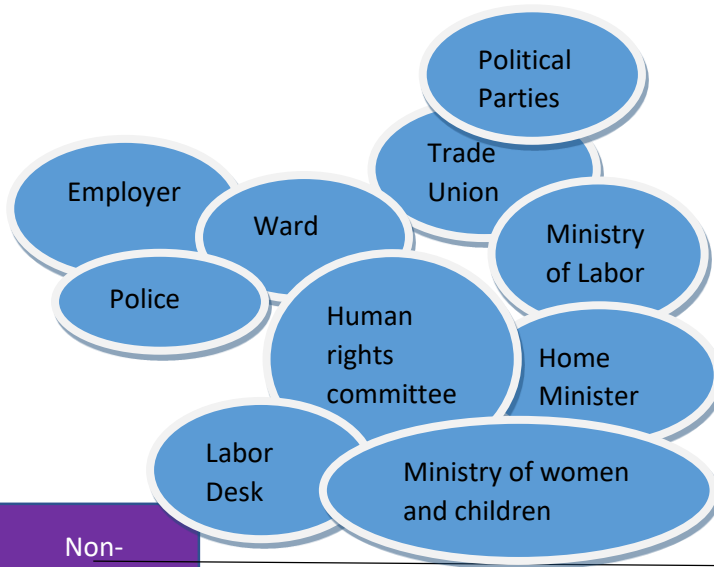 Political
Parties
Trade
Union
Employer
Ward
Ministry
of Labor
Police
Human
rights
committee
Home
Minister
Labor
Desk
Ministry of women
and children
Non-